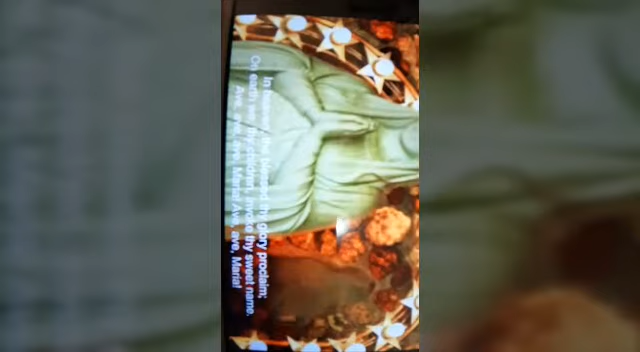 In heaven the blessed thy glory proclaim;
On earth we, thy children, invoke thy sweet name.
Ave, ave, ave, Maria! Ave, ave, Maria!